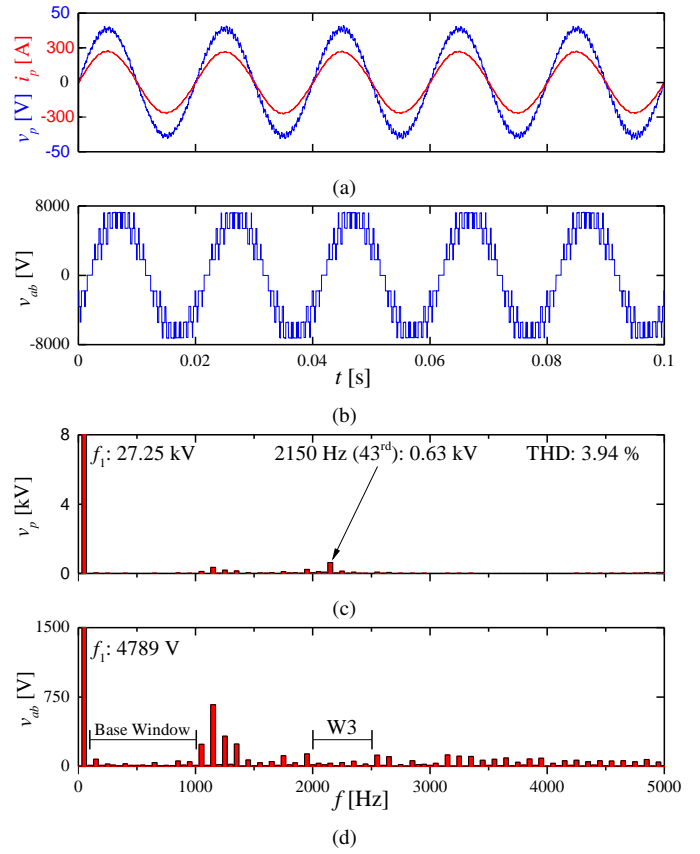 50
300
0
-300
-50
v_p [V] i_p [A]
(a)
8000
0
-8000
v_ab [V]
0
0.02
0.04
0.06
0.08
0.1
t [s]
(b)
8
4
0
v_p [kV]
f_1: 27.25 kV
2150 Hz (43rd): 0.63 kV
THD: 3.94 %
(c)
1500
750
0
v_ab [V]
f_1: 4789 V
Base Window
W3
0
1000
2000
3000
4000
5000
f [Hz]
(d)